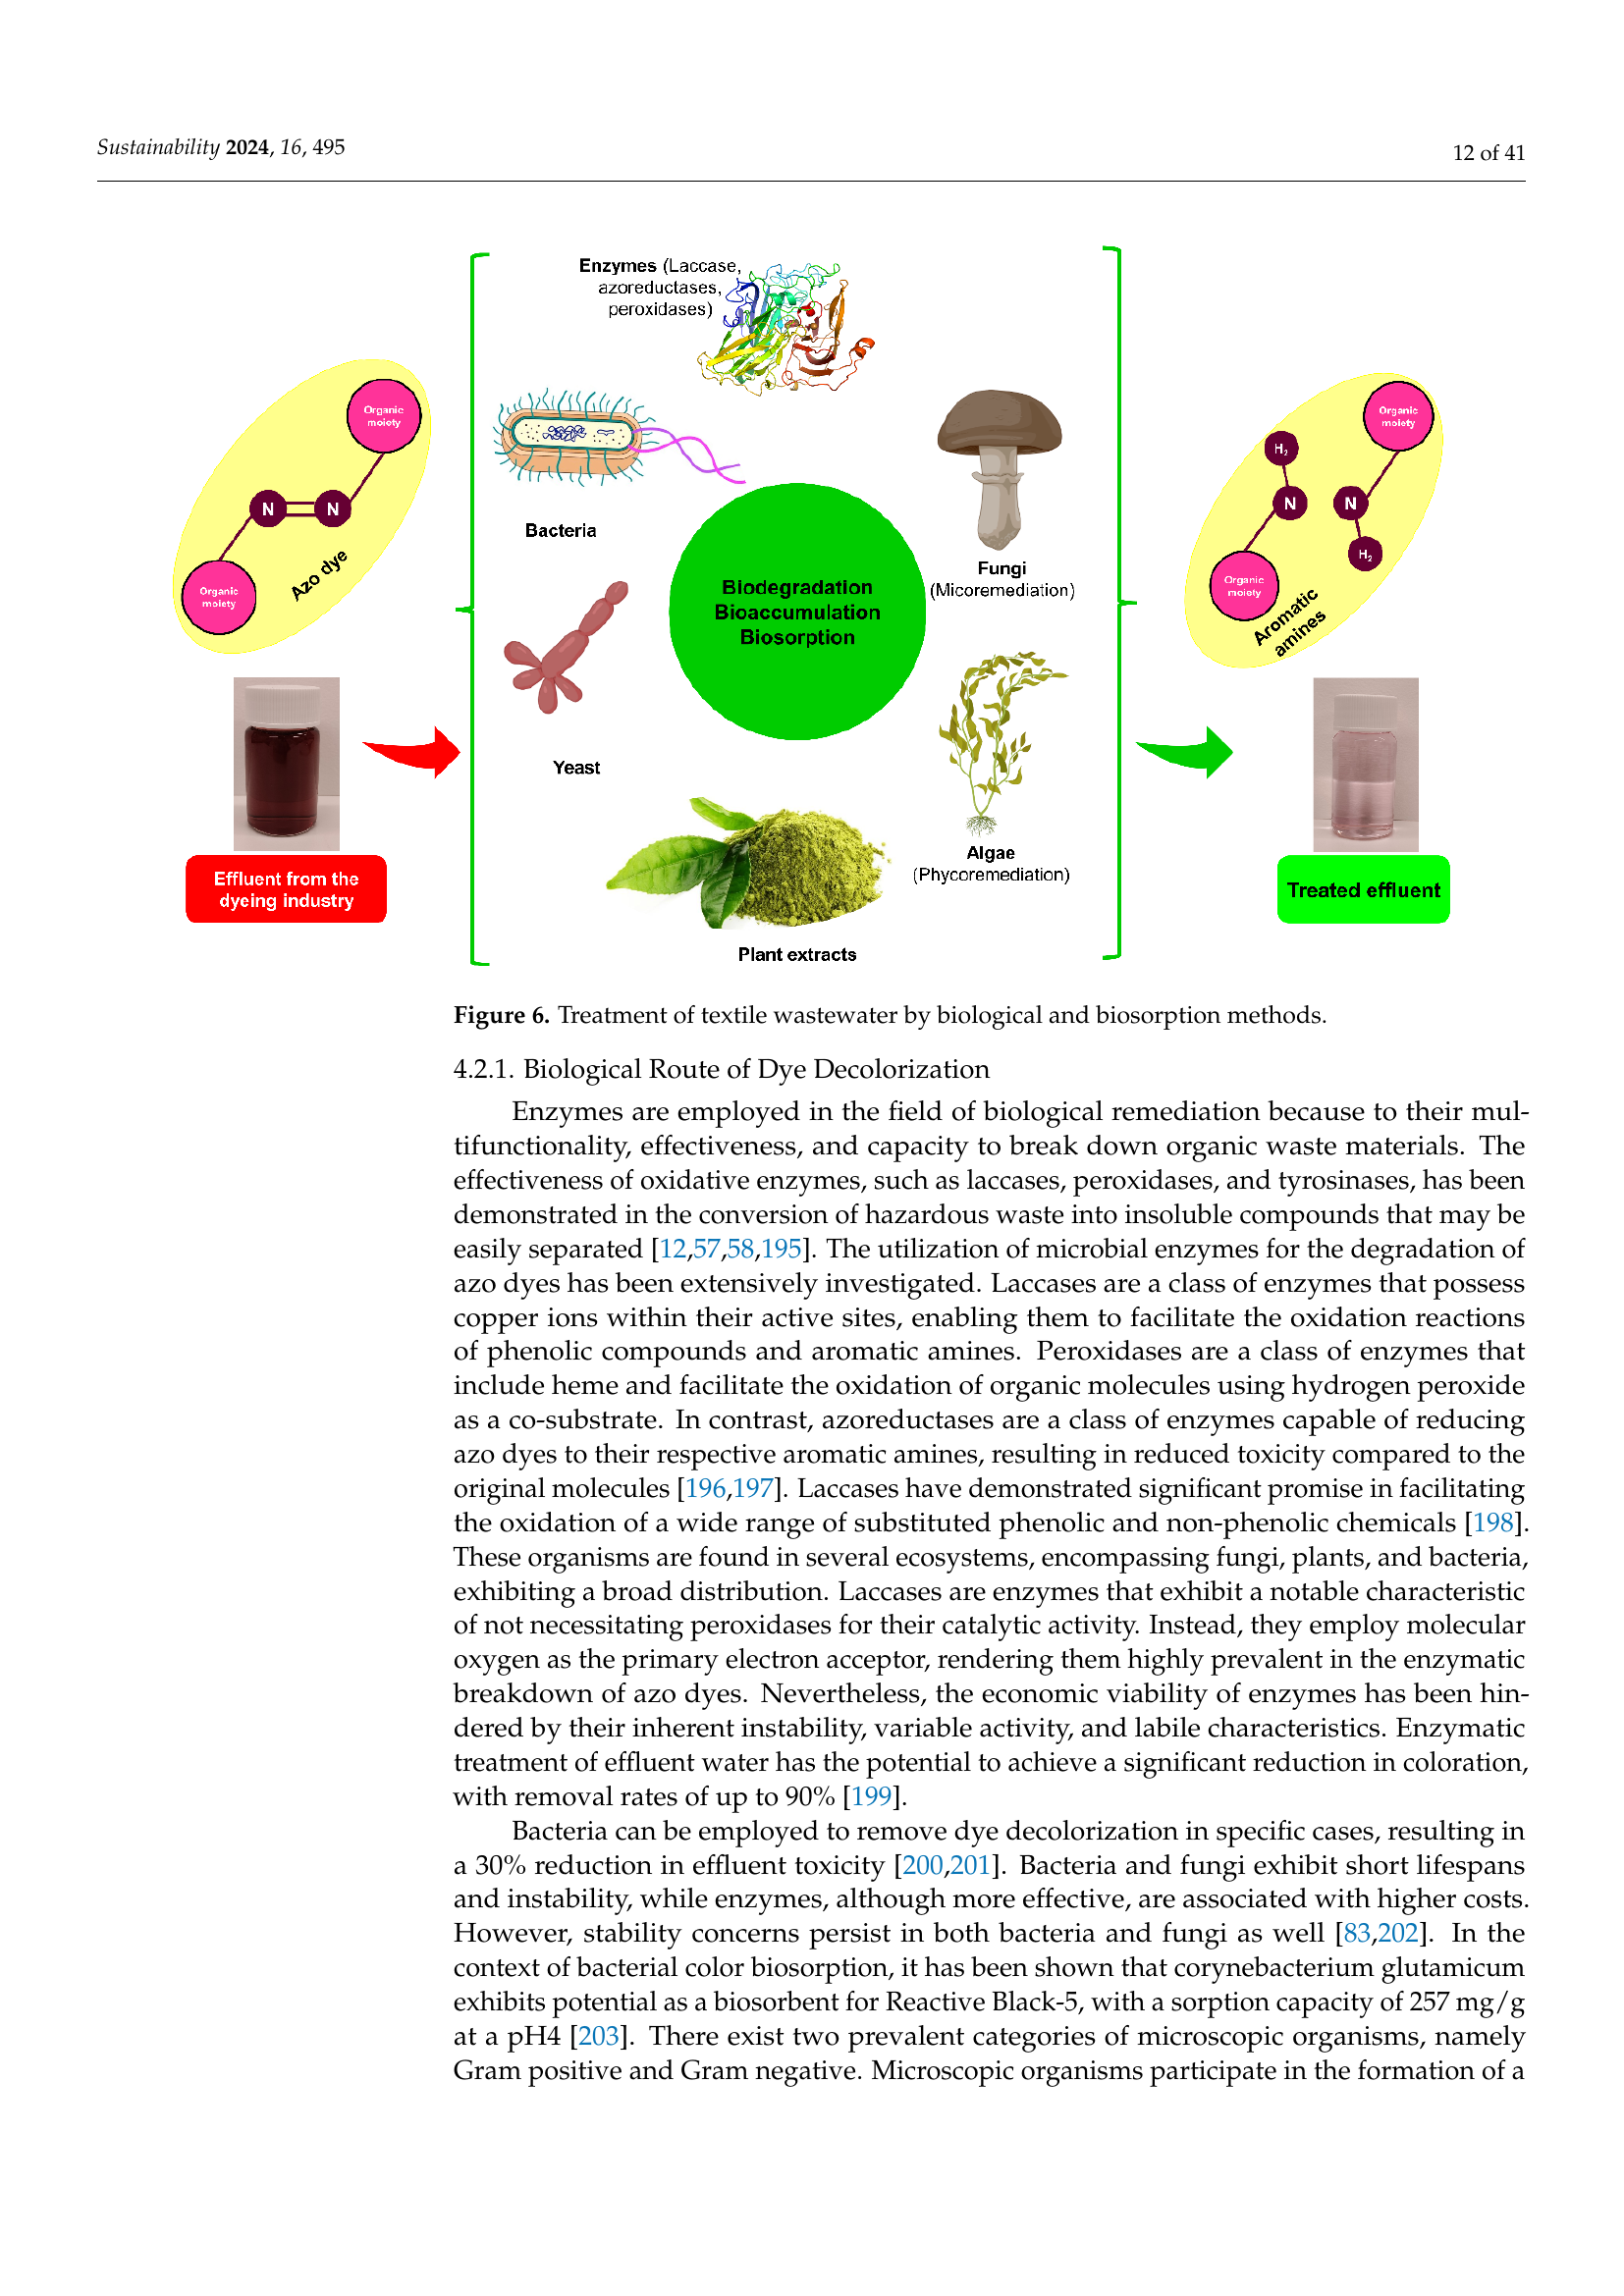 Sustainability 2024, 16, 495
12 of 41
Enzymes (Laccase,
azoreductases,
peroxidases)
Organic
moiety
N
N
Organic
moiety
Azo dye
Bacteria
Fungi
(Micoremediation)
Biodegradation
Bioaccumulation
Biosorption
Yeast
Algae
(Phycoremediation)
Plant extracts
Organic
moiety
H2
N
N
H2
Organic
moiety
Aromatic
amines
Effluent from the
dyeing industry
Treated effluent
Figure 6. Treatment of textile wastewater by biological and biosorption methods.
4.2.1. Biological Route of Dye Decolorization
Enzymes are employed in the field of biological remediation because to their mul-
tifunctionality, effectiveness, and capacity to break down organic waste materials. The
effectiveness of oxidative enzymes, such as laccases, peroxidases, and tyrosinases, has been
demonstrated in the conversion of hazardous waste into insoluble compounds that may be
easily separated [12,57,58,195]. The utilization of microbial enzymes for the degradation of
azo dyes has been extensively investigated. Laccases are a class of enzymes that possess
copper ions within their active sites, enabling them to facilitate the oxidation reactions
of phenolic compounds and aromatic amines. Peroxidases are a class of enzymes that
include heme and facilitate the oxidation of organic molecules using hydrogen peroxide
as a co-substrate. In contrast, azoreductases are a class of enzymes capable of reducing
azo dyes to their respective aromatic amines, resulting in reduced toxicity compared to the
original molecules [196,197]. Laccases have demonstrated significant promise in facilitating
the oxidation of a wide range of substituted phenolic and non-phenolic chemicals [198].
These organisms are found in several ecosystems, encompassing fungi, plants, and bacteria,
exhibiting a broad distribution. Laccases are enzymes that exhibit a notable characteristic
of not necessitating peroxidases for their catalytic activity. Instead, they employ molecular
oxygen as the primary electron acceptor, rendering them highly prevalent in the enzymatic
breakdown of azo dyes. Nevertheless, the economic viability of enzymes has been hin-
dered by their inherent instability, variable activity, and labile characteristics. Enzymatic
treatment of effluent water has the potential to achieve a significant reduction in coloration,
with removal rates of up to 90% [199].
Bacteria can be employed to remove dye decolorization in specific cases, resulting in
a 30% reduction in effluent toxicity [200,201]. Bacteria and fungi exhibit short lifespans
and instability, while enzymes, although more effective, are associated with higher costs.
However, stability concerns persist in both bacteria and fungi as well [83,202]. In the
context of bacterial color biosorption, it has been shown that corynebacterium glutamicum
exhibits potential as a biosorbent for Reactive Black-5, with a sorption capacity of 257 mg/g
at a pH4 [203]. There exist two prevalent categories of microscopic organisms, namely
Gram positive and Gram negative. Microscopic organisms participate in the formation of a